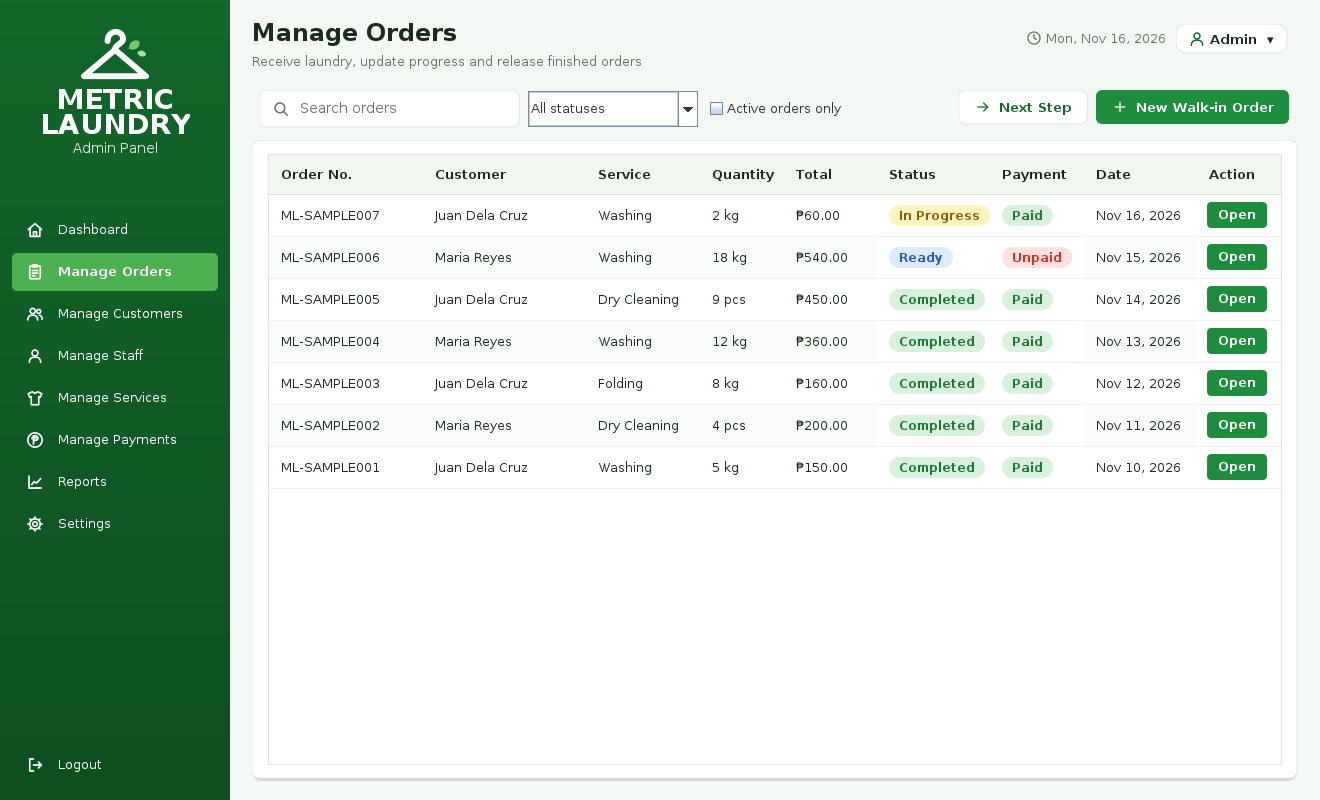 METRIC
LAUNDRY
Admin Panel
Dashboard
Manage Orders
Manage Customers
Manage Staff
Manage Services
Manage Payments
Reports
Settings
Logout
Manage Orders
Receive laundry, update progress and release finished orders
Mon, Nov 16, 2026
Admin
Search orders
All statuses
Active orders only
Next Step
New Walk-in Order
Order No. Customer Service Quantity Total Status Payment Date Action
ML-SAMPLE007 Juan Dela Cruz Washing 2 kg ₱60.00 In Progress Paid Nov 16, 2026 Open
ML-SAMPLE006 Maria Reyes Washing 18 kg ₱540.00 Ready Unpaid Nov 15, 2026 Open
ML-SAMPLE005 Juan Dela Cruz Dry Cleaning 9 pcs ₱450.00 Completed Paid Nov 14, 2026 Open
ML-SAMPLE004 Maria Reyes Washing 12 kg ₱360.00 Completed Paid Nov 13, 2026 Open
ML-SAMPLE003 Juan Dela Cruz Folding 8 kg ₱160.00 Completed Paid Nov 12, 2026 Open
ML-SAMPLE002 Maria Reyes Dry Cleaning 4 pcs ₱200.00 Completed Paid Nov 11, 2026 Open
ML-SAMPLE001 Juan Dela Cruz Washing 5 kg ₱150.00 Completed Paid Nov 10, 2026 Open